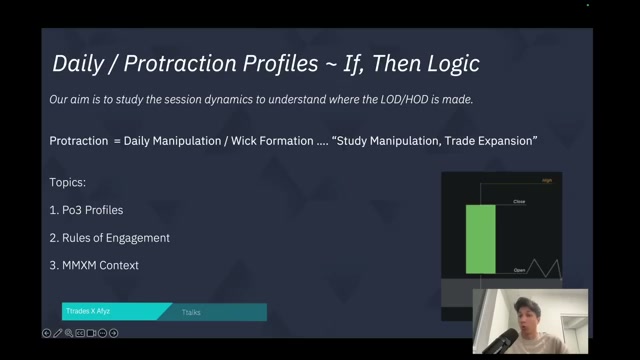 Daily / Protraction Profiles ~ If, Then Logic
Our aim is to study the session dynamics to understand where the LOD/HOD is made.
Protraction = Daily Manipulation / Wick Formation .... “Study Manipulation, Trade Expansion”
Topics:
1. Po3 Profiles
2. Rules of Engagement
3. MMXM Context
Close
Open
Ttrades X Afyz
Ttalks